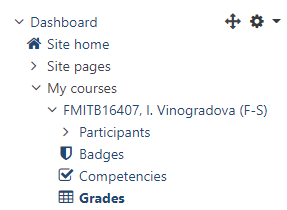 Dashboard
Site home
Site pages
My courses
FMITB16407, I. Vinogradova (F-S)
Participants
Badges
Competencies
Grades